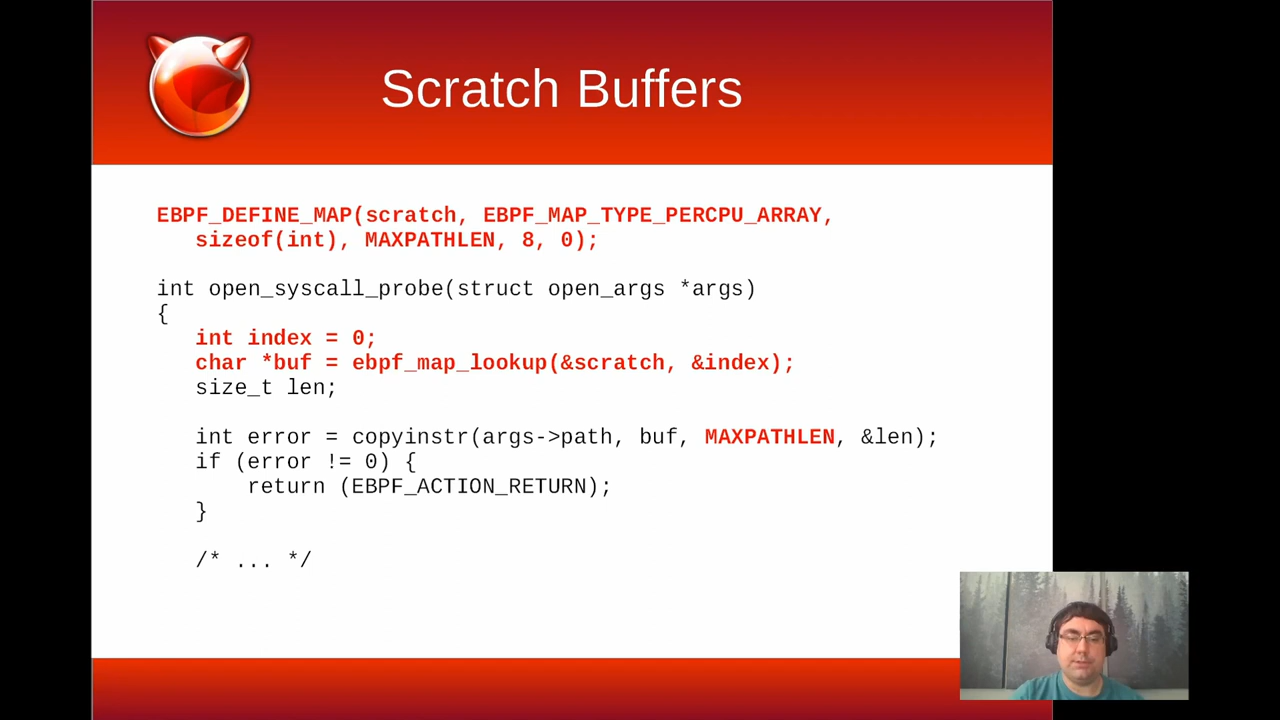 Scratch Buffers
EBPF_DEFINE_MAP(scratch, EBPF_MAP_TYPE_PERCPU_ARRAY,
sizeof(int), MAXPATHLEN, 8, 0);
int open_syscall_probe(struct open_args *args)
{
int index = 0;
char *buf = ebpf_map_lookup(&scratch, &index);
size_t len;
int error = copyinstr(args->path, buf, MAXPATHLEN, &len);
if (error != 0) {
return (EBPF_ACTION_RETURN);
}
/* ... */